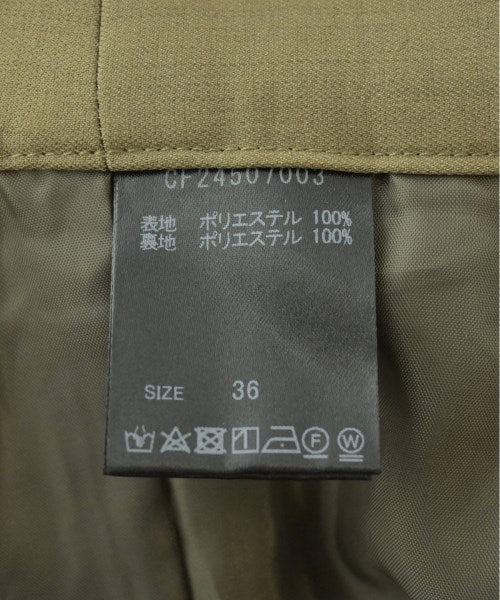 CF24507003
表地 ポリエステル 100%
裏地 ポリエステル 100%
SIZE 36
F W